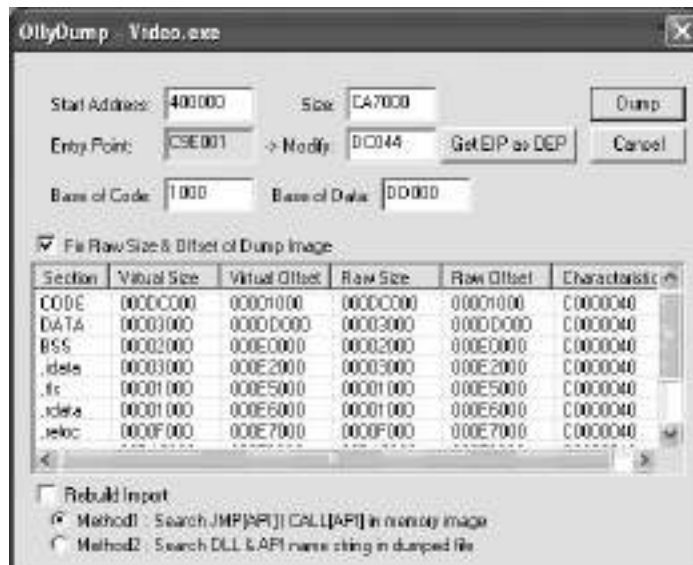 OllyDump - Video.exe
Start Address: 400000 Size: CA7000 Dump
Entry Point: C9E001 -> Modify: DC044 Get EIP as OEP Cancel
Base of Code: 1000 Base of Data: DD000
Fix Raw Size & Offset of Dump Image
Section Virtual Size Virtual Offset Raw Size Raw Offset Characteristic
CODE 000DC000 00001000 000DC000 00001000 C0000040
DATA 00003000 000DD000 00003000 000DD000 C0000040
BSS 00002000 000E0000 00002000 000E0000 C0000040
.idata 00003000 000E2000 00003000 000E2000 C0000040
.tls 00001000 000E5000 00001000 000E5000 C0000040
.rdata 00001000 000E6000 00001000 000E6000 C0000040
.reloc 0000F000 000E7000 0000F000 000E7000 C0000040
Rebuild Import
Method1 : Search JMP[API] | CALL[API] in memory image
Method2 : Search DLL & API name string in dumped file